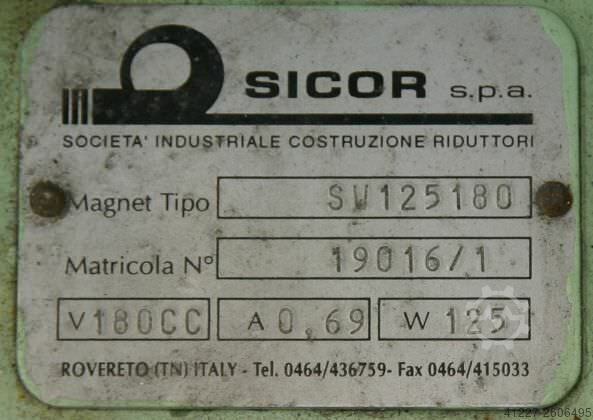 SICOR s.p.a.
SOCIETA' INDUSTRIALE COSTRUZIONE RIDUTTORI
Magnet Tipo SW125180
Matricola N° 19016/1
V 180CC A 0,69 W 125
ROVERETO (TN) ITALY - Tel. 0464/436759- Fax 0464/415033
41227-2606495